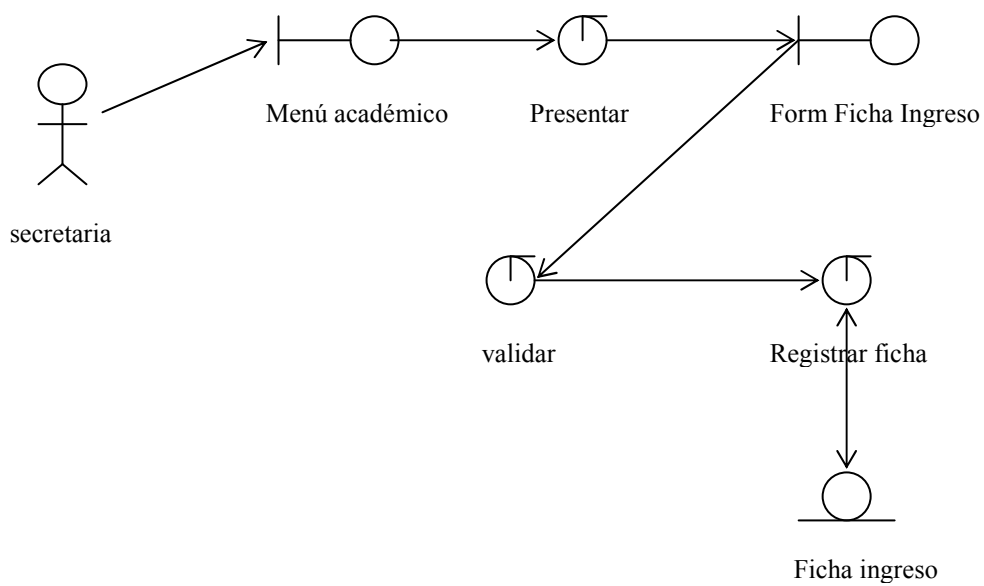 Menú académico
Presentar
Form Ficha Ingreso
secretaria
validar
Registrar ficha
Ficha ingreso